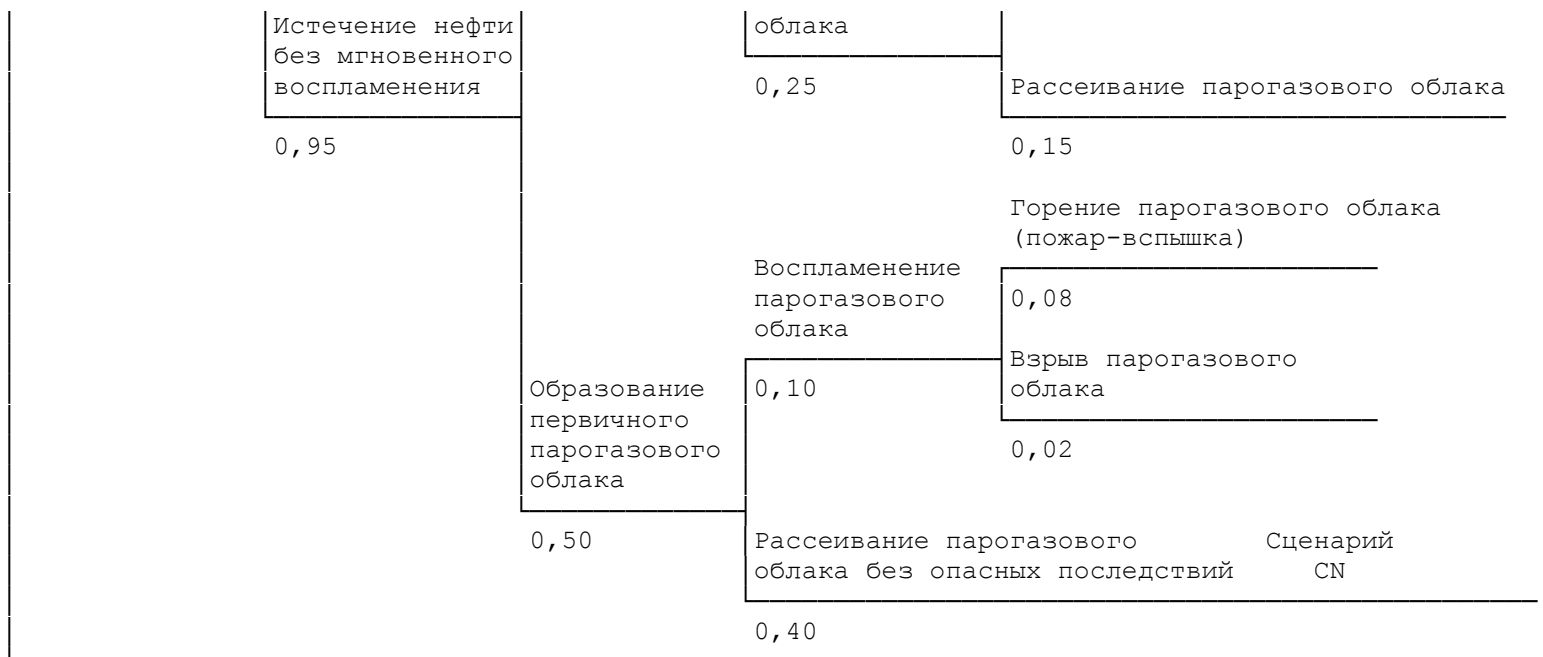 Истечение нефти облака
без мгновенного
воспламенения 0,25 Рассеивание парогазового облака
0,95 0,15
Горение парогазового облака
(пожар-вспышка)
Воспламенение
парогазового 0,08
облака
Взрыв парогазового
Образование 0,10 облака
первичного
парогазового 0,02
облака
0,50 Рассеивание парогазового Сценарий
облака без опасных последствий CN
0,40